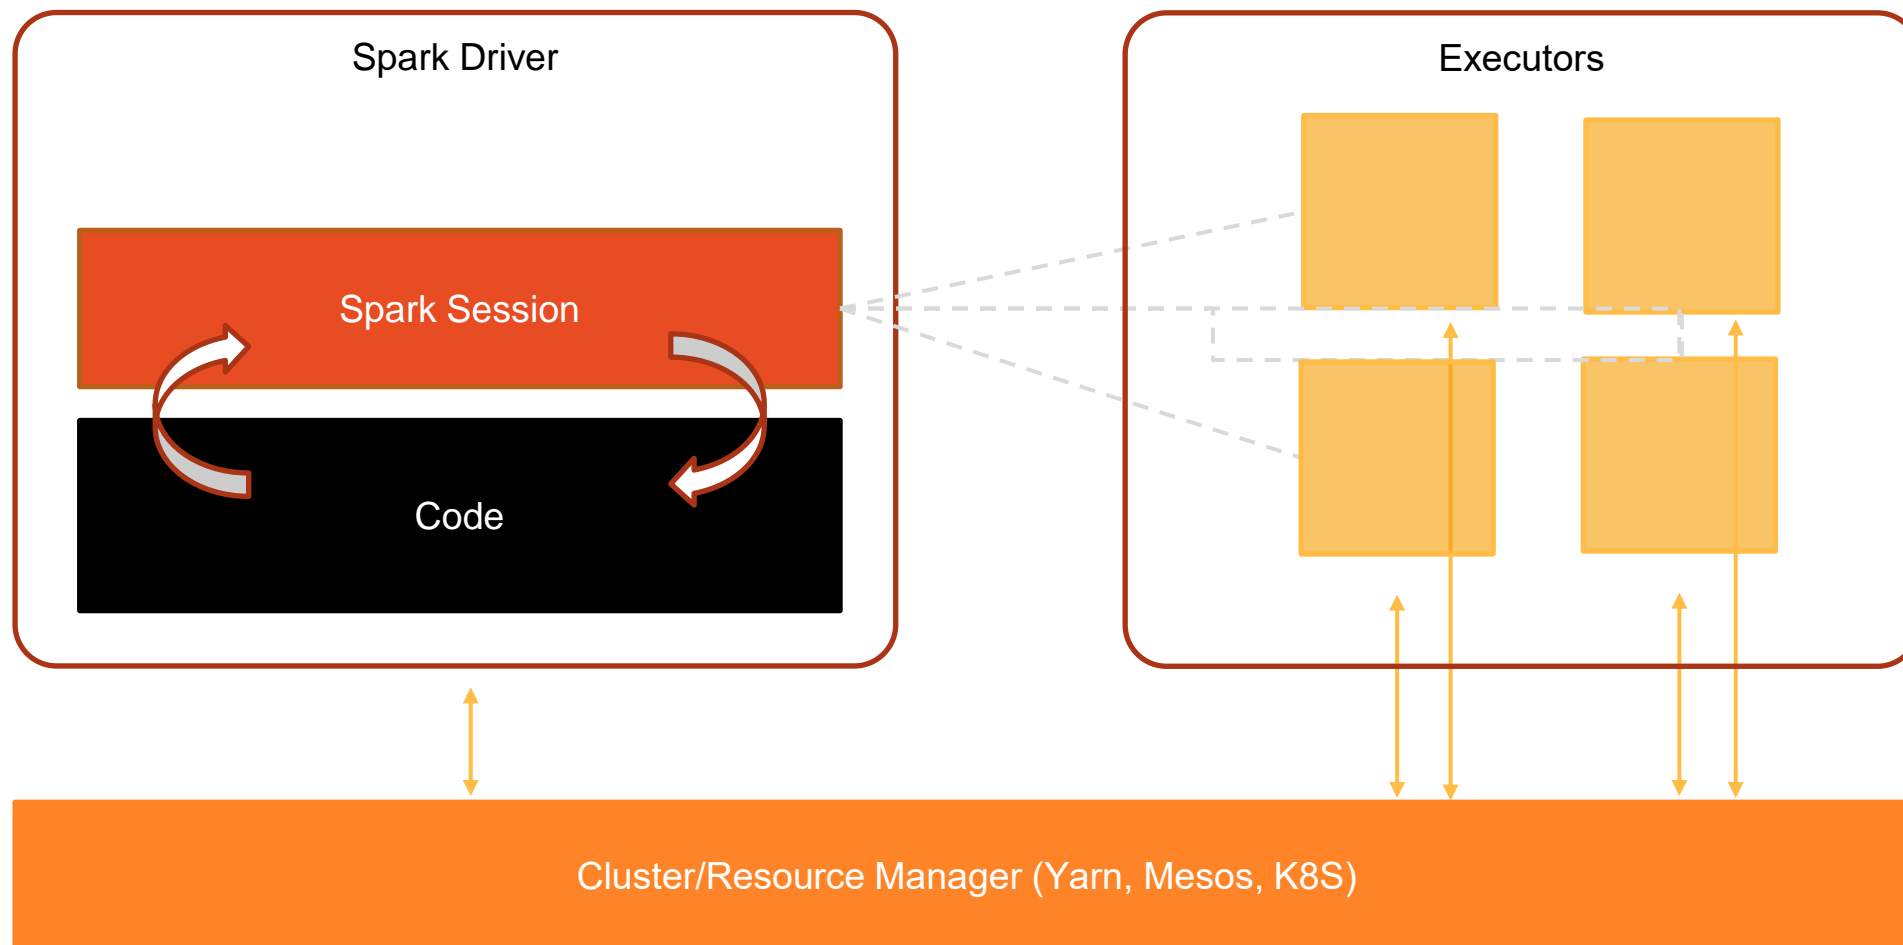 Spark Driver
Executors
Spark Session
Code
Cluster/Resource Manager (Yarn, Mesos, K8S)